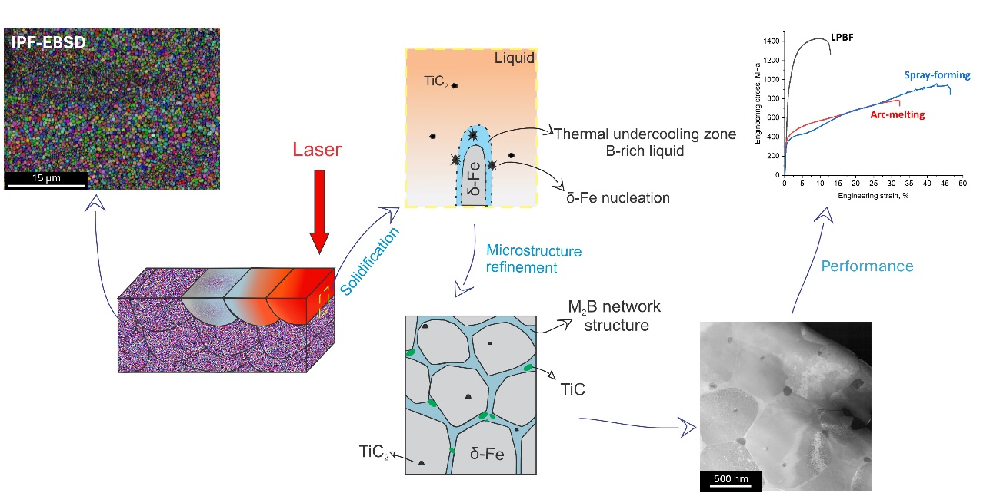 IPF-EBSD
15 µm
Laser
Solidification
Liquid
TiC₂
δ-Fe
Thermal undercooling zone
B-rich liquid
δ-Fe nucleation
Microstructure
refinement
M₂B network
structure
TiC
TiC₂
δ-Fe
500 nm
Performance
LPBF
Spray-forming
Arc-melting
Engineering stress, MPa
1400
1200
1000
800
600
400
200
0
0 5 10 15 20 25 30 35 40 45 50
Engineering strain, %